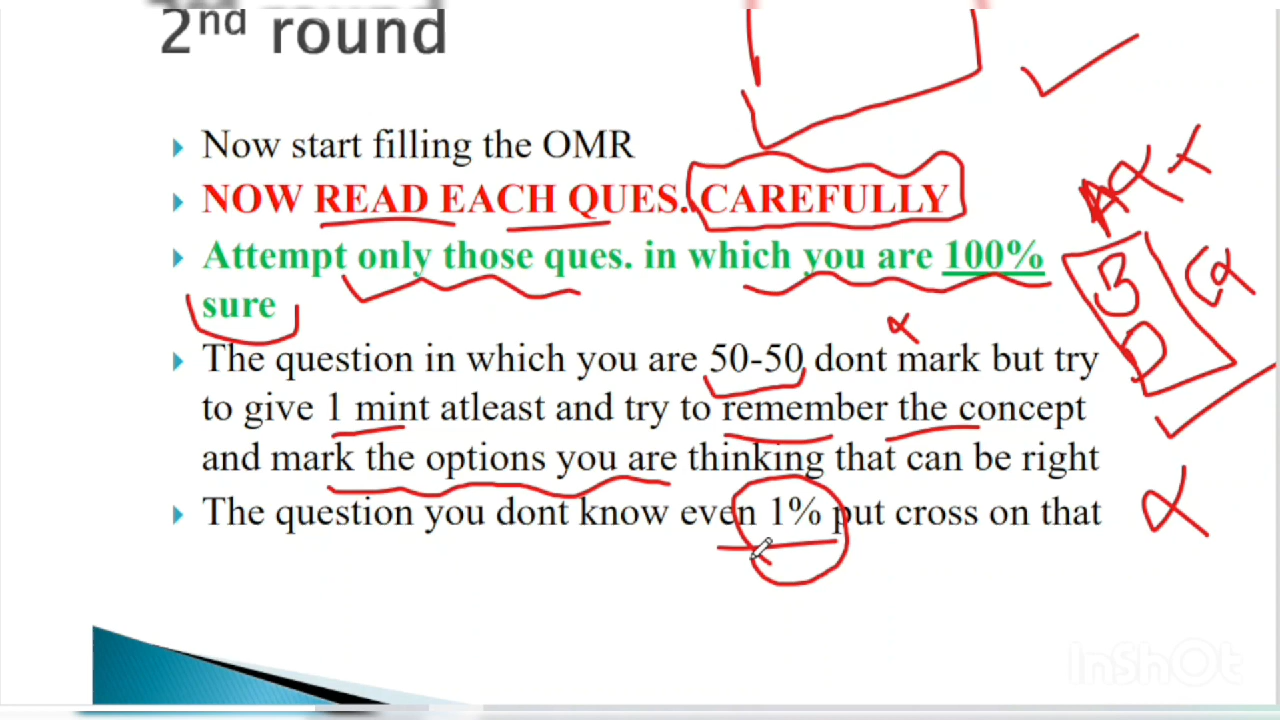 2nd round
Now start filling the OMR
NOW READ EACH QUES. CAREFULLY
Attempt only those ques. in which you are 100%
sure
The question in which you are 50-50 dont mark but try
to give 1 mint atleast and try to remember the concept
and mark the options you are thinking that can be right
The question you dont know even 1% put cross on that
A
B
C
D
InShOt